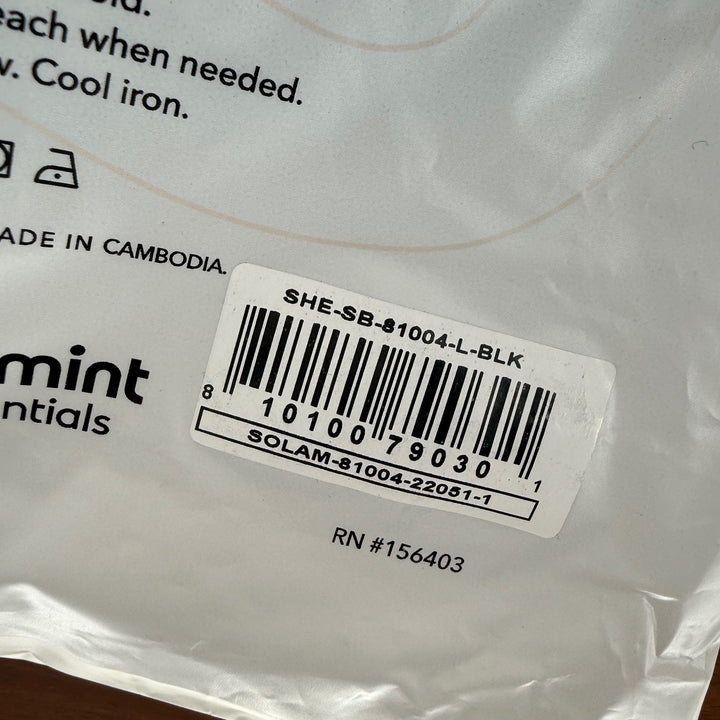 each when needed.
Cool iron.
ADE IN CAMBODIA.
mint
ntials
SHE-SB-81004-L-BLK
8 10100 79030 1
SOLAM-81004-22051-1
RN #156403